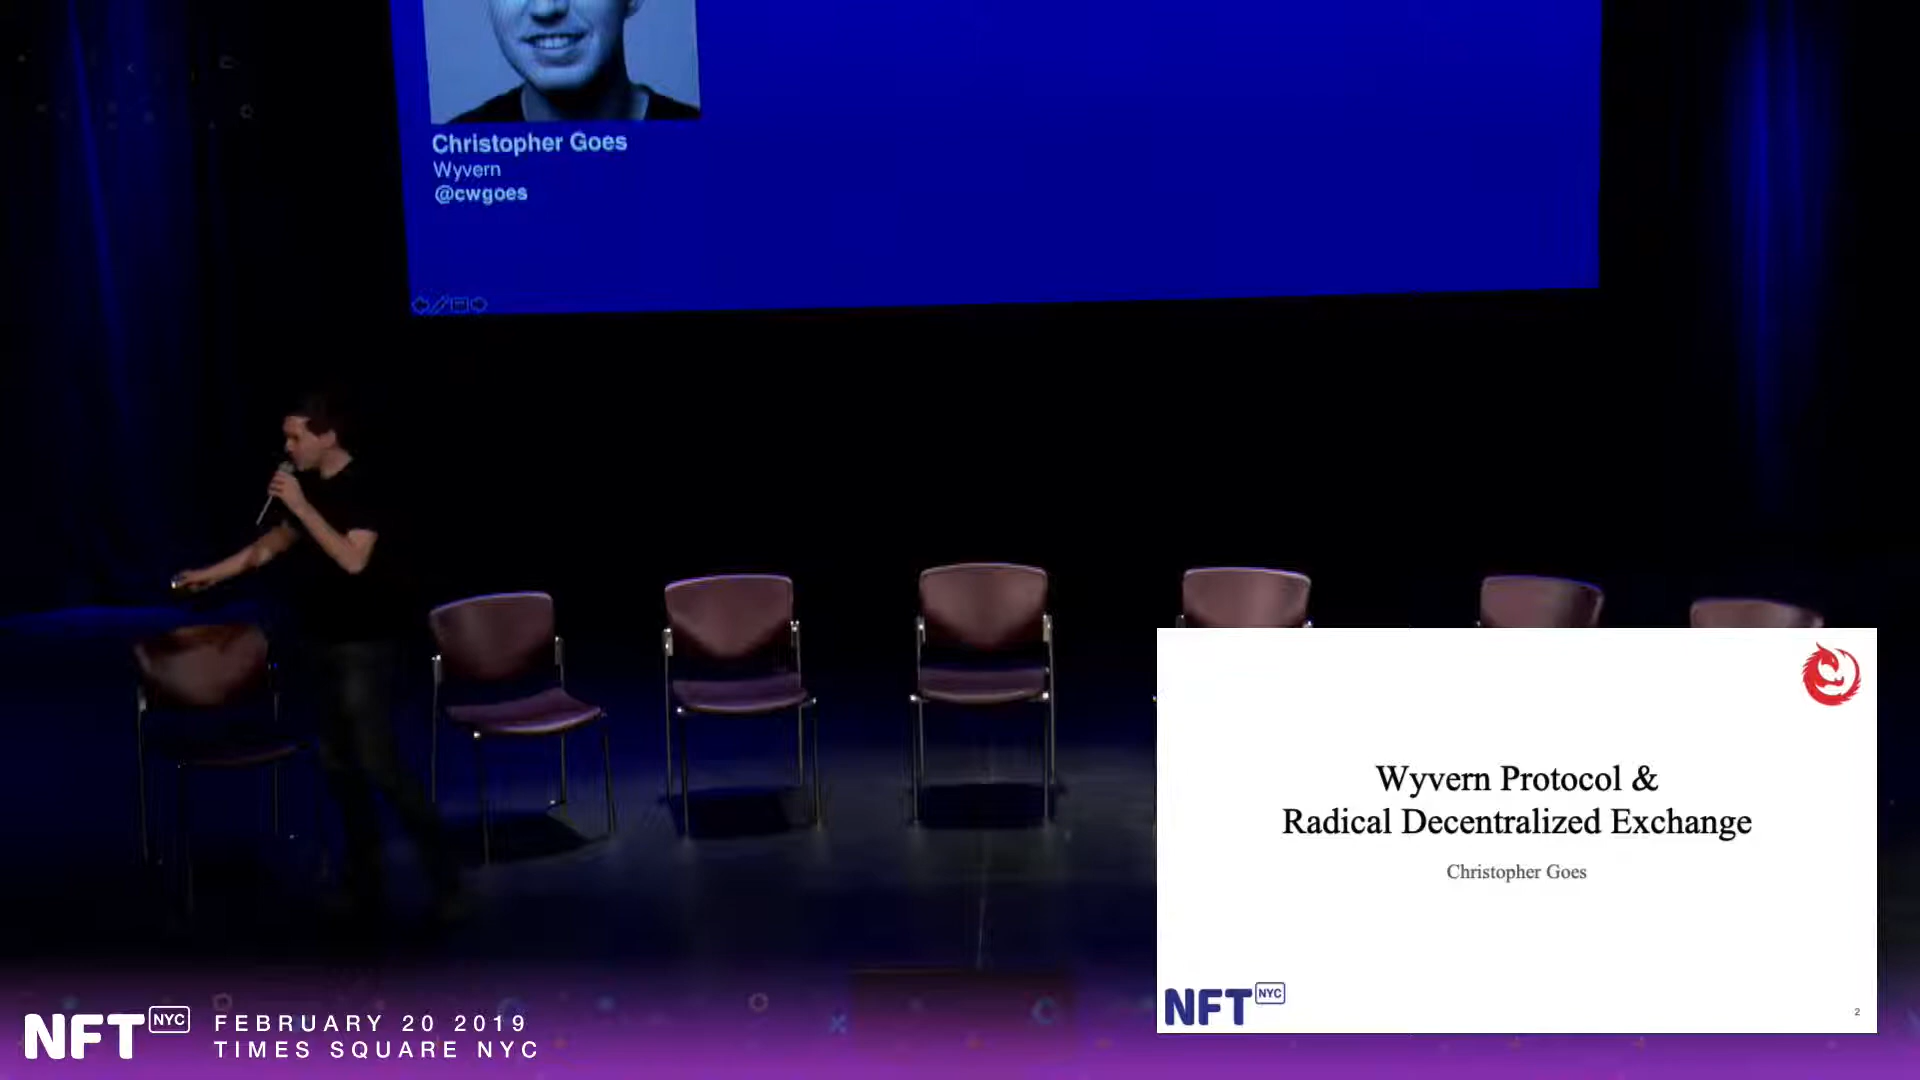 Christopher Goes
Wyvern
@cwgoes
Wyvern Protocol &
Radical Decentralized Exchange
Christopher Goes
NFT NYC
2
NFT NYC
FEBRUARY 20 2019
TIMES SQUARE NYC